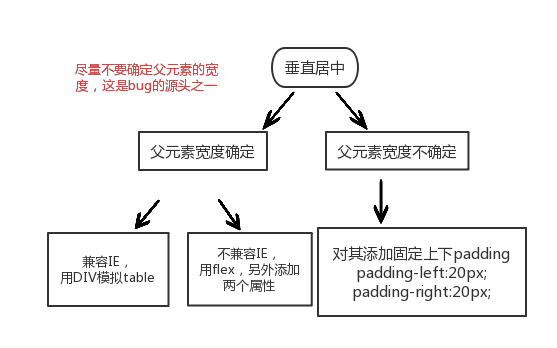 尽量不要确定父元素的宽
度，这是bug的源头之一
垂直居中
父元素宽度确定
父元素宽度不确定
兼容IE，
用DIV模拟table
不兼容IE，
用flex，另外添加
两个属性
对其添加固定上下padding
padding-left:20px;
padding-right:20px;